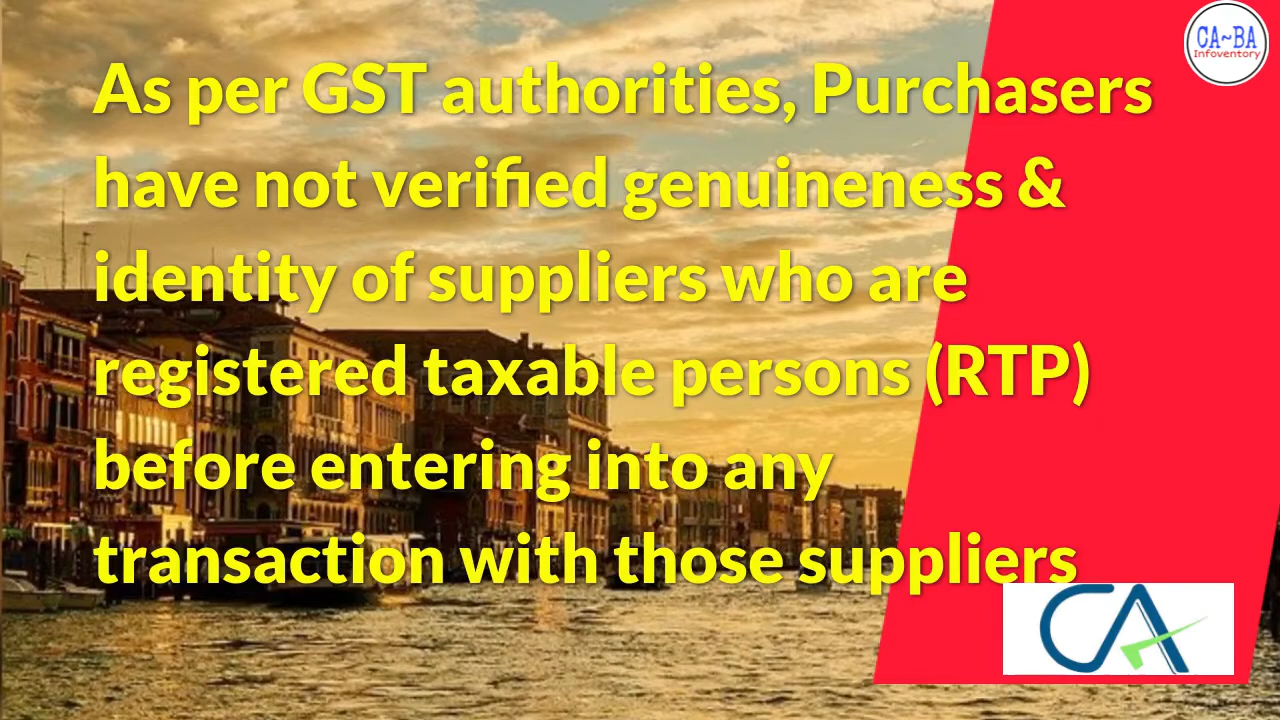 CA~BA
Infoventory
As per GST authorities, Purchasers
have not verified genuineness &
identity of suppliers who are
registered taxable persons (RTP)
before entering into any
transaction with those suppliers
CA